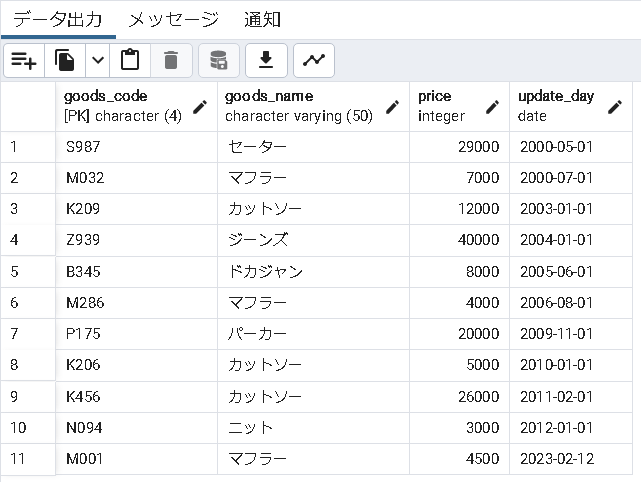 データ出力 メッセージ 通知
goods_code goods_name price update_day
[PK] character (4) character varying (50) integer date
1 S987 セーター 29000 2000-05-01
2 M032 マフラー 7000 2000-07-01
3 K209 カットソー 12000 2003-01-01
4 Z939 ジーンズ 40000 2004-01-01
5 B345 ドカジャン 8000 2005-06-01
6 M286 マフラー 4000 2006-08-01
7 P175 パーカー 20000 2009-11-01
8 K206 カットソー 5000 2010-01-01
9 K456 カットソー 26000 2011-02-01
10 N094 ニット 3000 2012-01-01
11 M001 マフラー 4500 2023-02-12